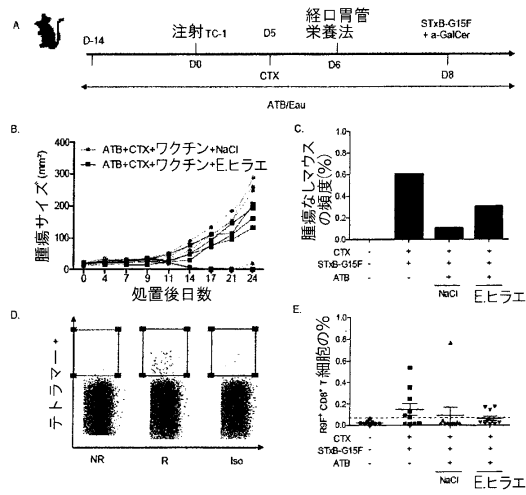 A.
D-14
注射 TC-1
D0
D5
経口胃管
栄養法
D6
STxB-G15F
+ a-GalCer
D8
CTX
ATB/Eau
B.
腫瘍サイズ(mm²)
400
300
200
100
0
ATB+CTX+ワクチン+NaCl
ATB+CTX+ワクチン+E.ヒラエ
0 4 7 9 11 14 17 21 24
処置後日数
C.
腫瘍なしマウス
の頻度(%)
1.0
0.8
0.6
0.4
0.2
0.0
CTX - + + +
STxB-G15F - + + +
ATB - - + +
NaCl
E.ヒラエ
D.
テトラマー +
NR R Iso
E.
R9F⁺ CD8⁺ T 細胞の%
1.0
0.8
0.6
0.4
0.2
0.0
CTX - + + +
STxB-G15F - + + +
ATB - - + +
NaCl
E.ヒラエ